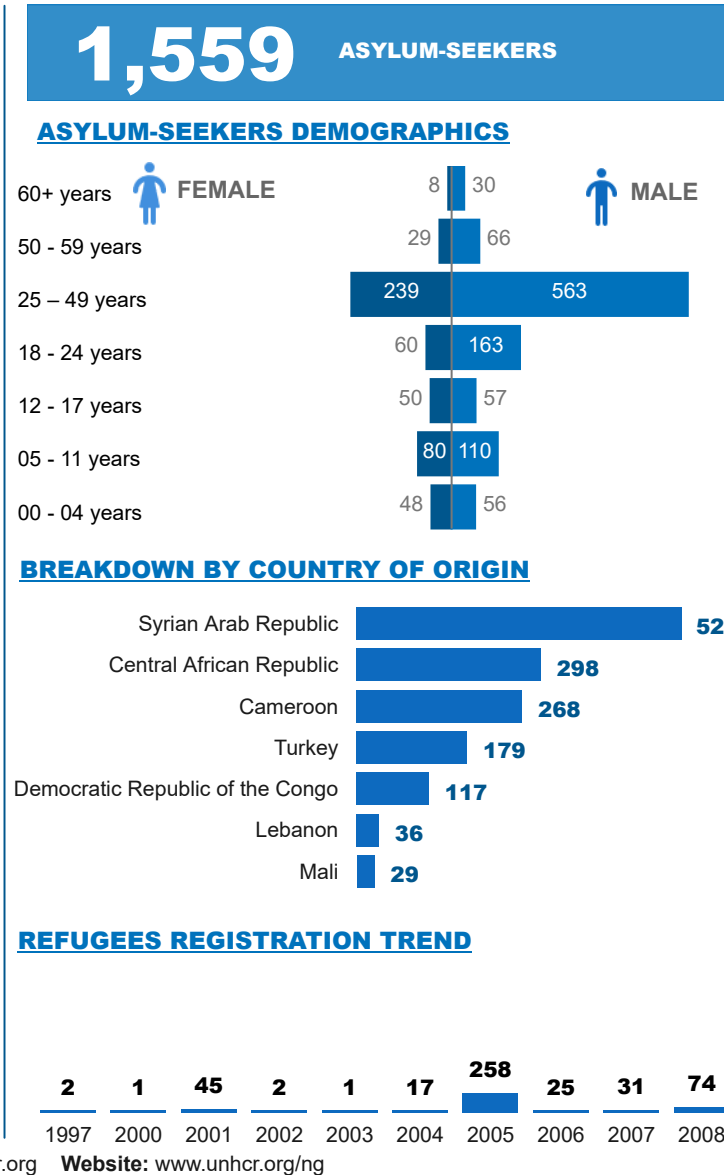 1,559 ASYLUM-SEEKERS
ASYLUM-SEEKERS DEMOGRAPHICS
FEMALE MALE
60+ years 8 30
50 - 59 years 29 66
25 – 49 years 239 563
18 - 24 years 60 163
12 - 17 years 50 57
05 - 11 years 80 110
00 - 04 years 48 56
BREAKDOWN BY COUNTRY OF ORIGIN
Syrian Arab Republic 52
Central African Republic 298
Cameroon 268
Turkey 179
Democratic Republic of the Congo 117
Lebanon 36
Mali 29
REFUGEES REGISTRATION TREND
2 1 45 2 1 17 258 25 31 74
1997 2000 2001 2002 2003 2004 2005 2006 2007 2008
r.org Website: www.unhcr.org/ng